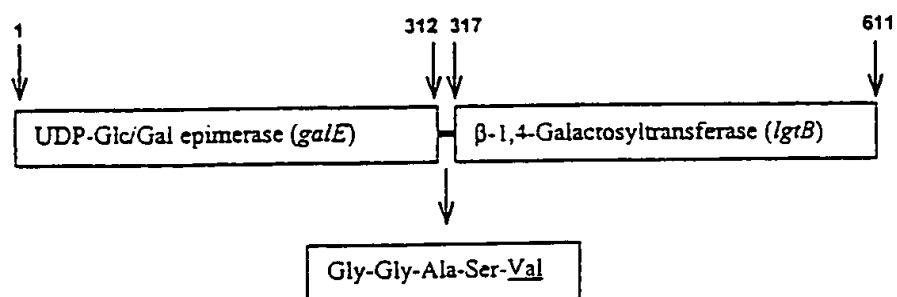 1 312 317 611
UDP-Glc/Gal epimerase (galE) β-1,4-Galactosyltransferase (lgtB)
Gly-Gly-Ala-Ser-Val